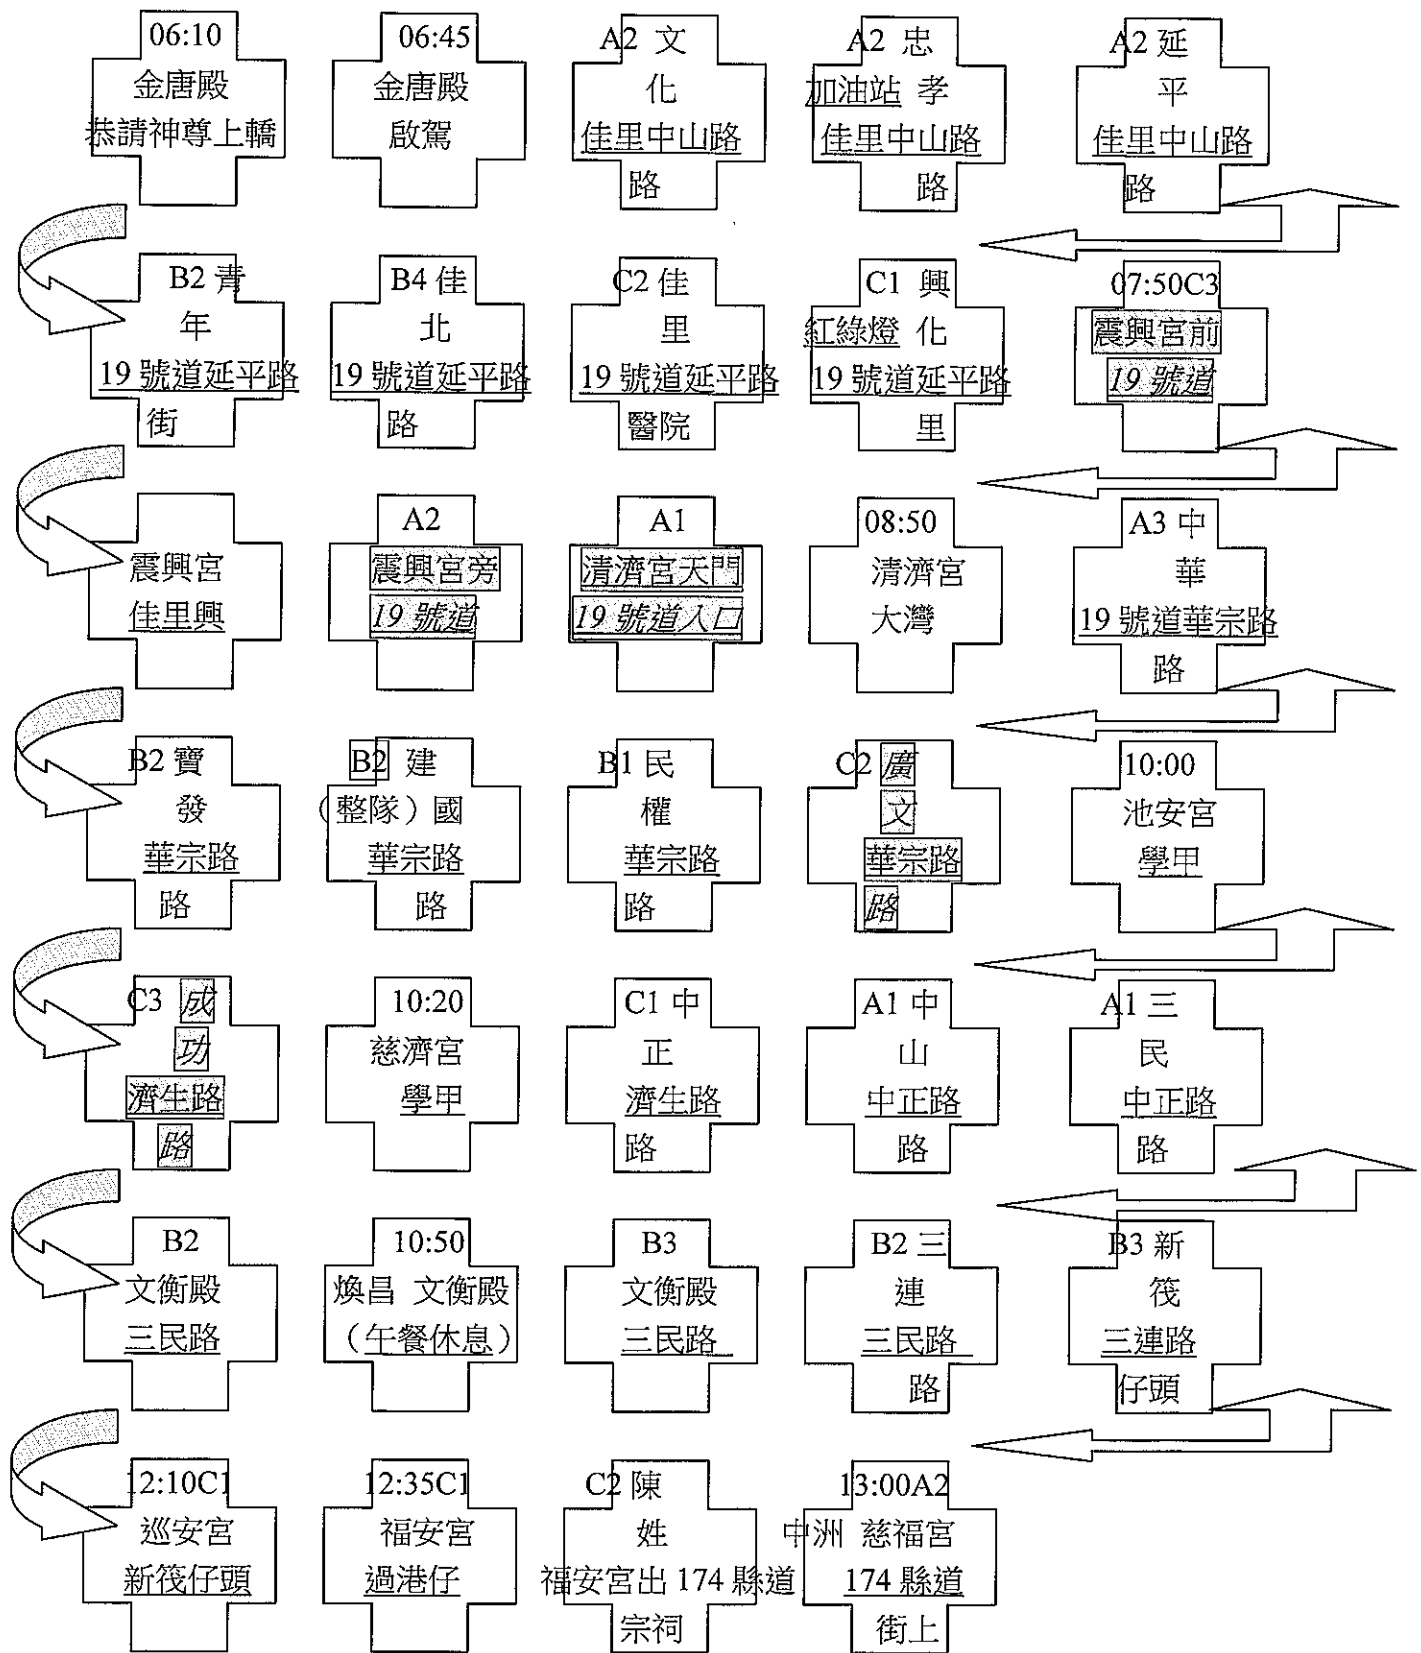 06:10
金唐殿
恭請神尊上轎
06:45
金唐殿
啟駕
A2 文
化
佳里中山路
路
A2 忠
加油站 孝
佳里中山路
路
A2 延
平
佳里中山路
路
B2 青
年
19 號道延平路
街
B4 佳
北
19 號道延平路
路
C2 佳
里
19 號道延平路
醫院
C1 興
紅綠燈 化
19 號道延平路
里
07:50C3
震興宮前
19 號道
震興宮
佳里興
A2
震興宮旁
19 號道
A1
清濟宮天門
19 號道入口
08:50
清濟宮
大灣
A3 中
華
19 號道華宗路
路
B2 寶
發
華宗路
路
B2 建
（整隊）國
華宗路
路
B1 民
權
華宗路
路
C2 廣
文
華宗路
路
10:00
池安宮
學甲
C3 成
功
濟生路
路
10:20
慈濟宮
學甲
C1 中
正
濟生路
路
A1 中
山
中正路
路
A1 三
民
中正路
路
B2
文衡殿
三民路
10:50
煥昌 文衡殿
（午餐休息）
B3
文衡殿
三民路
B2 三
連
三民路
路
B3 新
筏
三連路
仔頭
12:10C1
巡安宮
新筏仔頭
12:35C1
福安宮
過港仔
C2 陳
姓
福安宮出 174 縣道
宗祠
13:00A2
中洲 慈福宮
174 縣道
街上